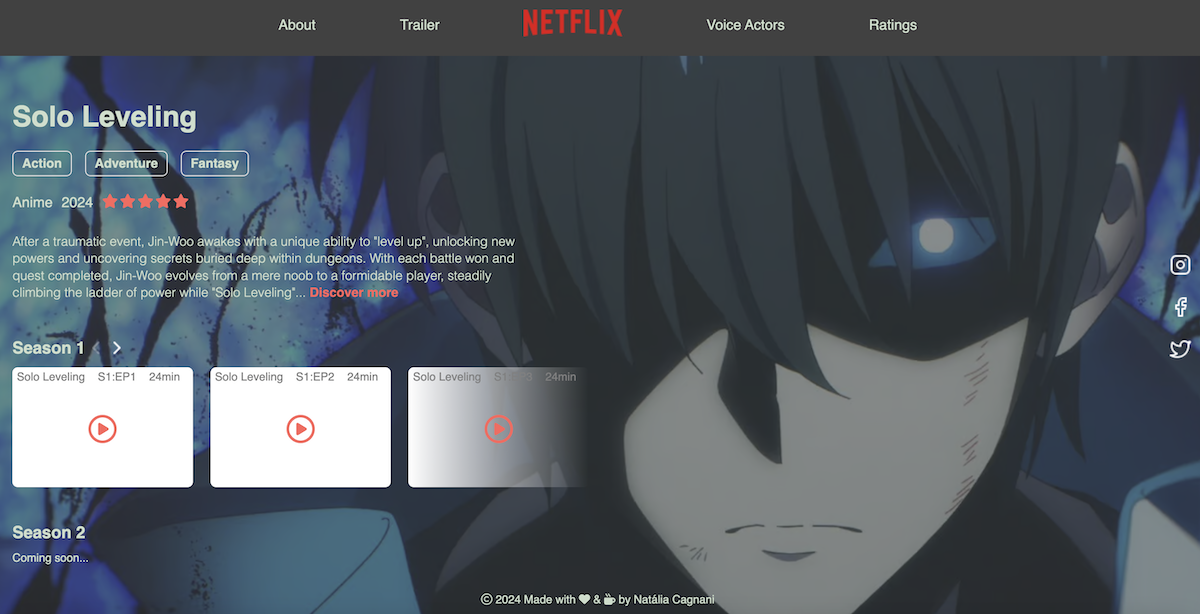 About Trailer NETFLIX Voice Actors Ratings
Solo Leveling
Action Adventure Fantasy
Anime 2024
After a traumatic event, Jin-Woo awakes with a unique ability to "level up", unlocking new
powers and uncovering secrets buried deep within dungeons. With each battle won and
quest completed, Jin-Woo evolves from a mere noob to a formidable player, steadily
climbing the ladder of power while "Solo Leveling"... Discover more
Season 1
Solo Leveling S1:EP1 24min
Solo Leveling S1:EP2 24min
Solo Leveling S1:EP3 24min
Season 2
Coming soon...
© 2024 Made with ❤ & ☕ by Natália Cagnani